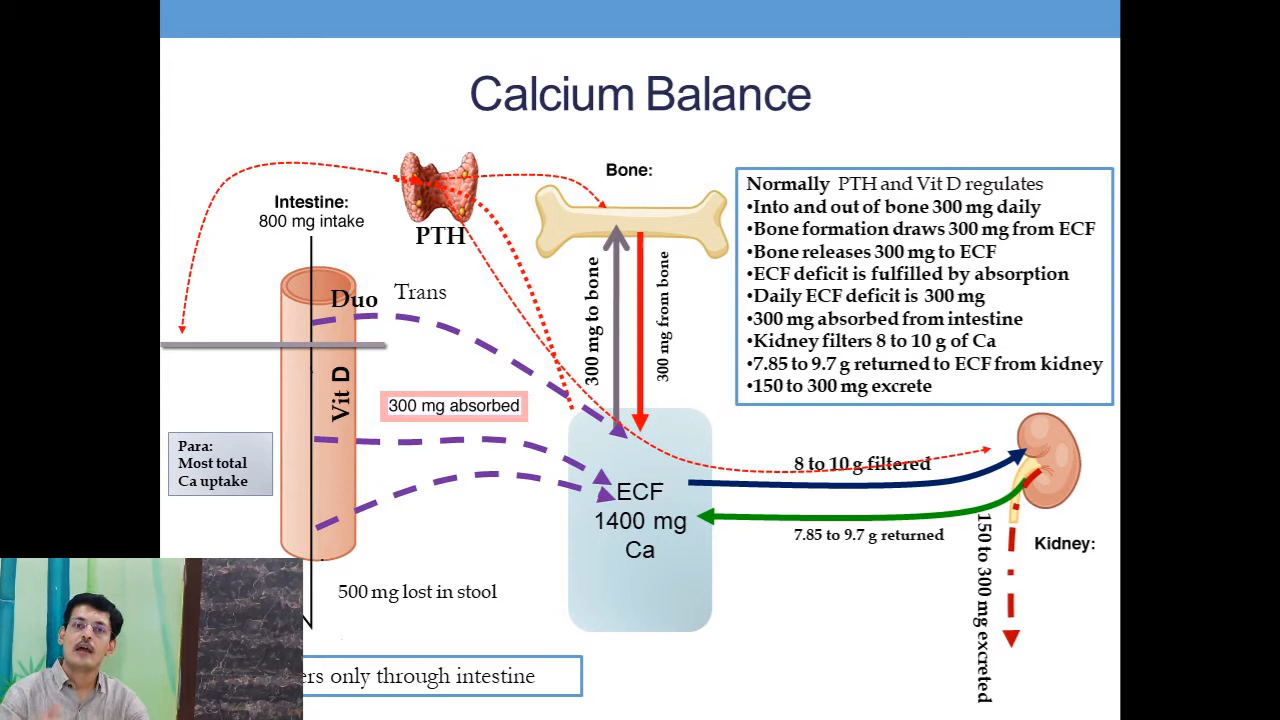 Calcium Balance
Intestine:
800 mg intake
PTH
Bone:
Normally PTH and Vit D regulates
•Into and out of bone 300 mg daily
•Bone formation draws 300 mg from ECF
•Bone releases 300 mg to ECF
•ECF deficit is fulfilled by absorption
•Daily ECF deficit is 300 mg
•300 mg absorbed from intestine
•Kidney filters 8 to 10 g of Ca
•7.85 to 9.7 g returned to ECF from kidney
•150 to 300 mg excrete
Duo
Trans
300 mg to bone
300 mg from bone
Vit D
300 mg absorbed
Para:
Most total
Ca uptake
8 to 10 g filtered
ECF
1400 mg
Ca
7.85 to 9.7 g returned
150 to 300 mg excreted
Kidney:
500 mg lost in stool
only through intestine